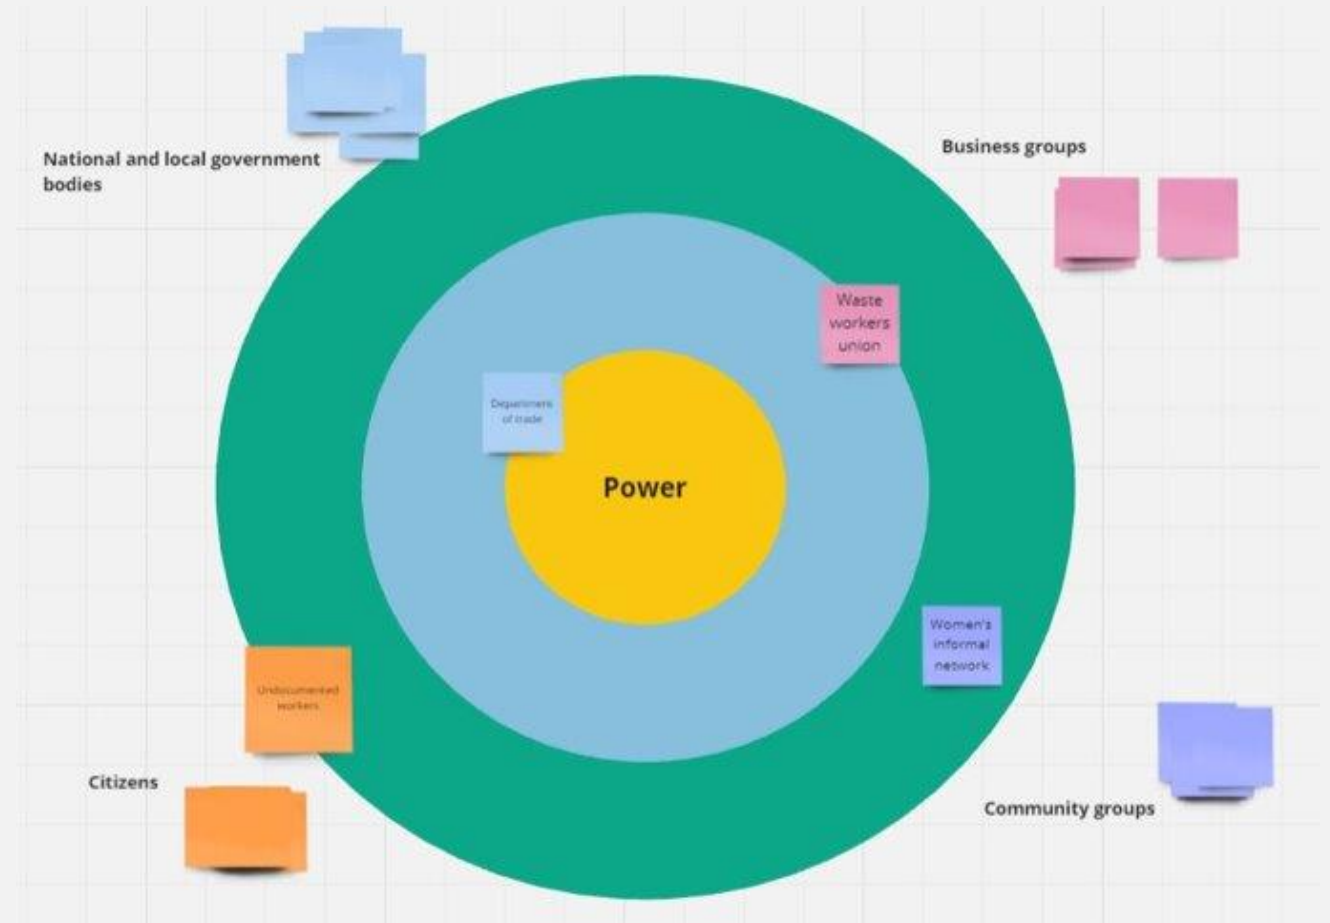 National and local government
bodies
Business groups
Waste
workers
union
Department
of trade
Power
Women's
informal
network
Undocumented
workers
Citizens
Community groups